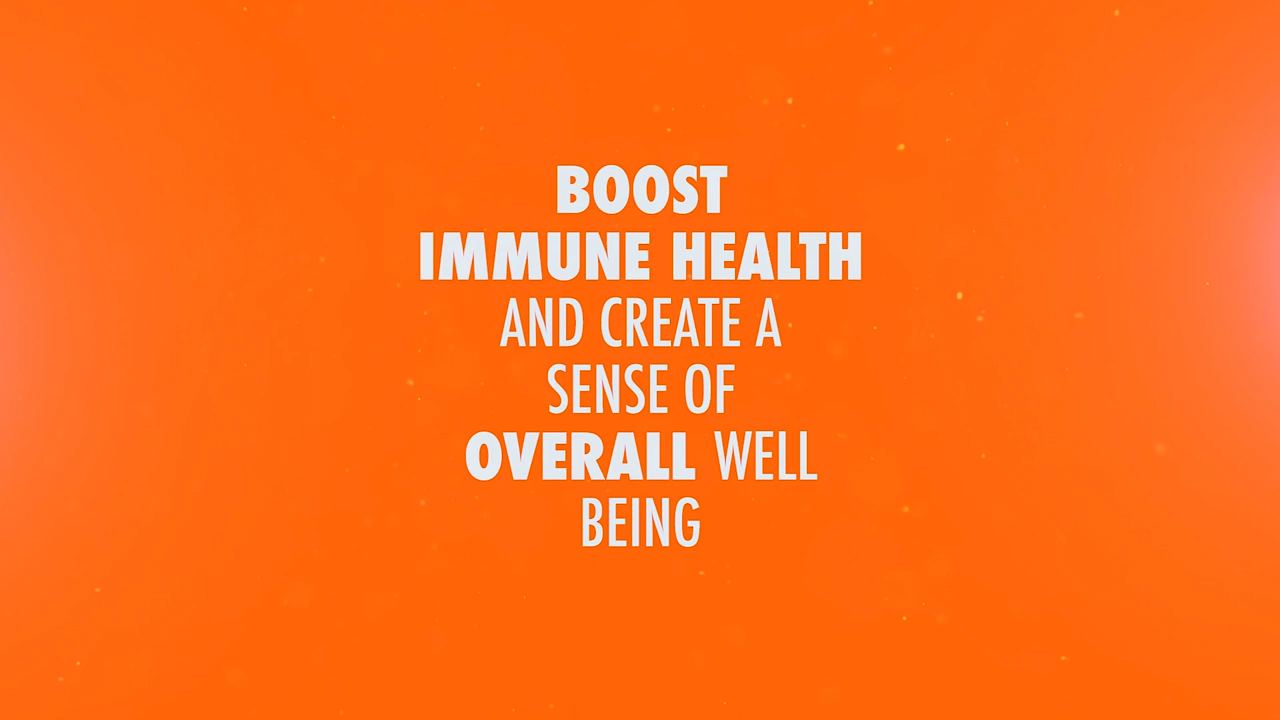 BOOST
IMMUNE HEALTH
AND CREATE A
SENSE OF
OVERALL WELL
BEING